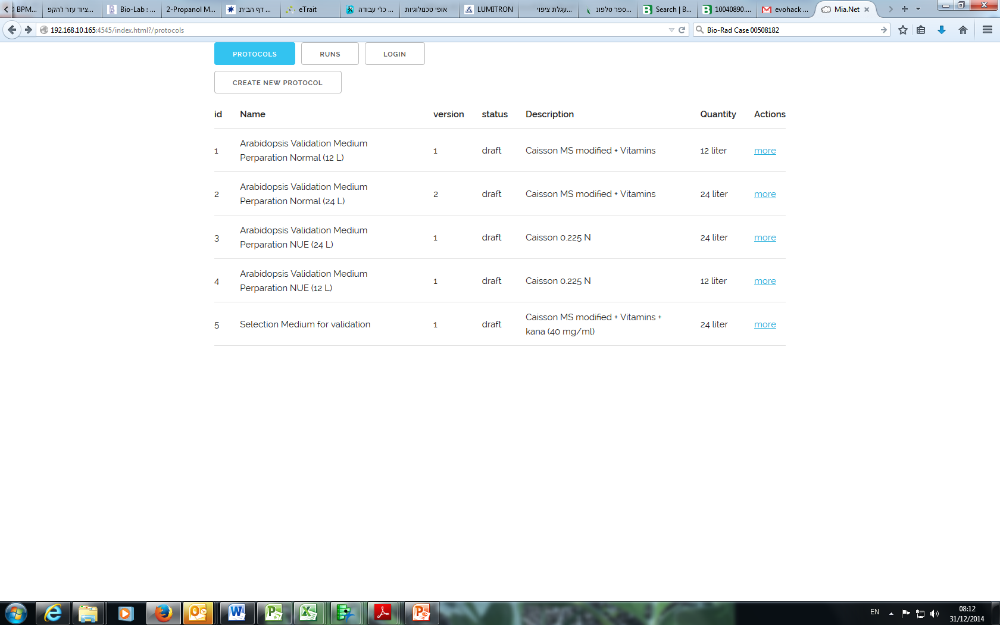 BPM...
ציוד עזר להקפ...
Bio-Lab : ...
2-Propanol M...
דף הבית ...
eTrait
כלי עבודה ...
אופי טכנולוגיות
LUMITRON
עגלת ציפוי...
ספר טלפונ...
Search | B...
10040890....
evohack ...
Mia.Net
192.168.10.165:4545/index.html?/protocols
Bio-Rad Case 00508182
PROTOCOLS RUNS LOGIN
CREATE NEW PROTOCOL
id Name version status Description Quantity Actions
Arabidopsis Validation Medium
1 Perparation Normal (12 L) 1 draft Caisson MS modified + Vitamins 12 liter more
Arabidopsis Validation Medium
2 Perparation Normal (24 L) 2 draft Caisson MS modified + Vitamins 24 liter more
Arabidopsis Validation Medium
3 Perparation NUE (24 L) 1 draft Caisson 0.225 N 24 liter more
Arabidopsis Validation Medium
4 Perparation NUE (12 L) 1 draft Caisson 0.225 N 12 liter more
5 Selection Medium for validation 1 draft Caisson MS modified + Vitamins + 24 liter more
kana (40 mg/ml)
EN
08:12
31/12/2014